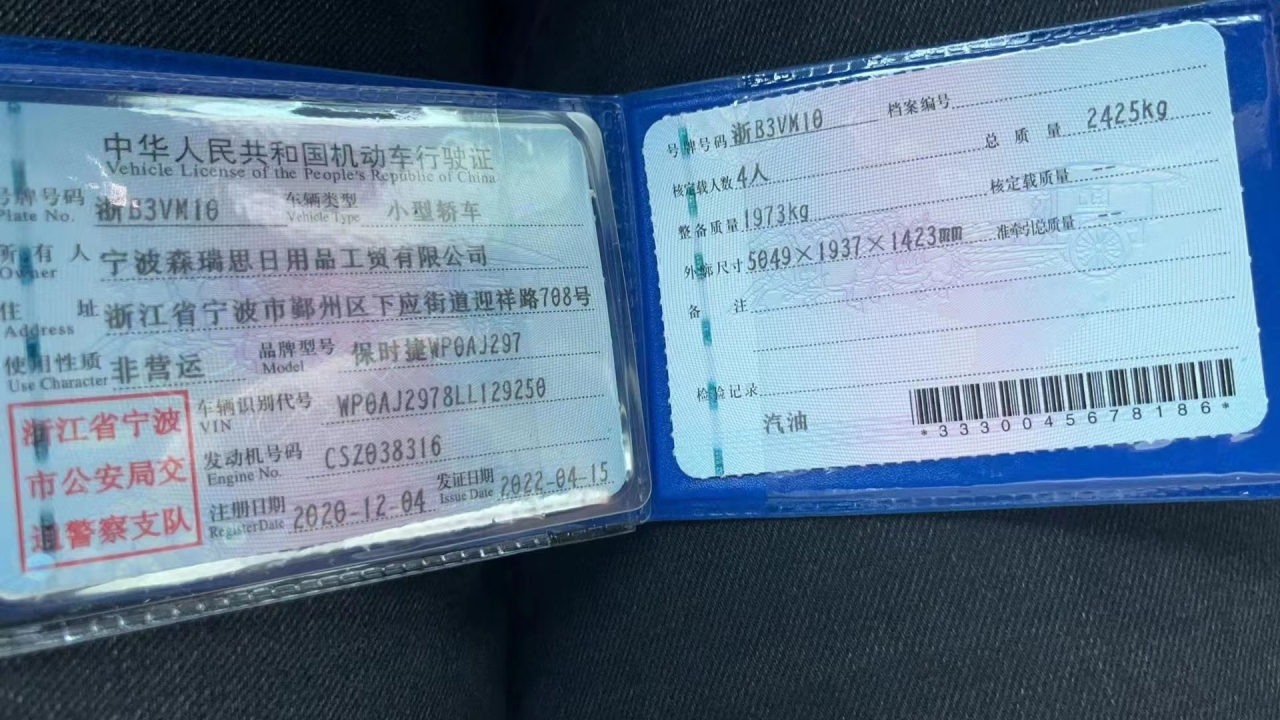 中华人民共和国机动车行驶证
Vehicle License of the People's Republic of China
号牌号码 浙B3VM10 车辆类型 小型轿车
Plate No. Vehicle Type
所有人 宁波森瑞思日用品工贸有限公司
Owner
住址 浙江省宁波市鄞州区下应街道迎祥路708号
Address
使用性质 非营运 品牌型号 保时捷WP0AJ297
Use Character Model
车辆识别代号 WP0AJ2978LL129250
VIN
发动机号码 CSZ038316
Engine No.
注册日期 2020-12-04 发证日期 2022-04-15
Register Date Issue Date
浙江省宁波
市公安局交
通警察支队
号牌号码 浙B3VM10 档案编号
核定载人数 4人 总质量 2425kg
整备质量 1973kg 核定载质量 --
外廓尺寸 5049×1937×1423mm 准牵引总质量 --
备注
检验记录
汽油
*3330045678186*